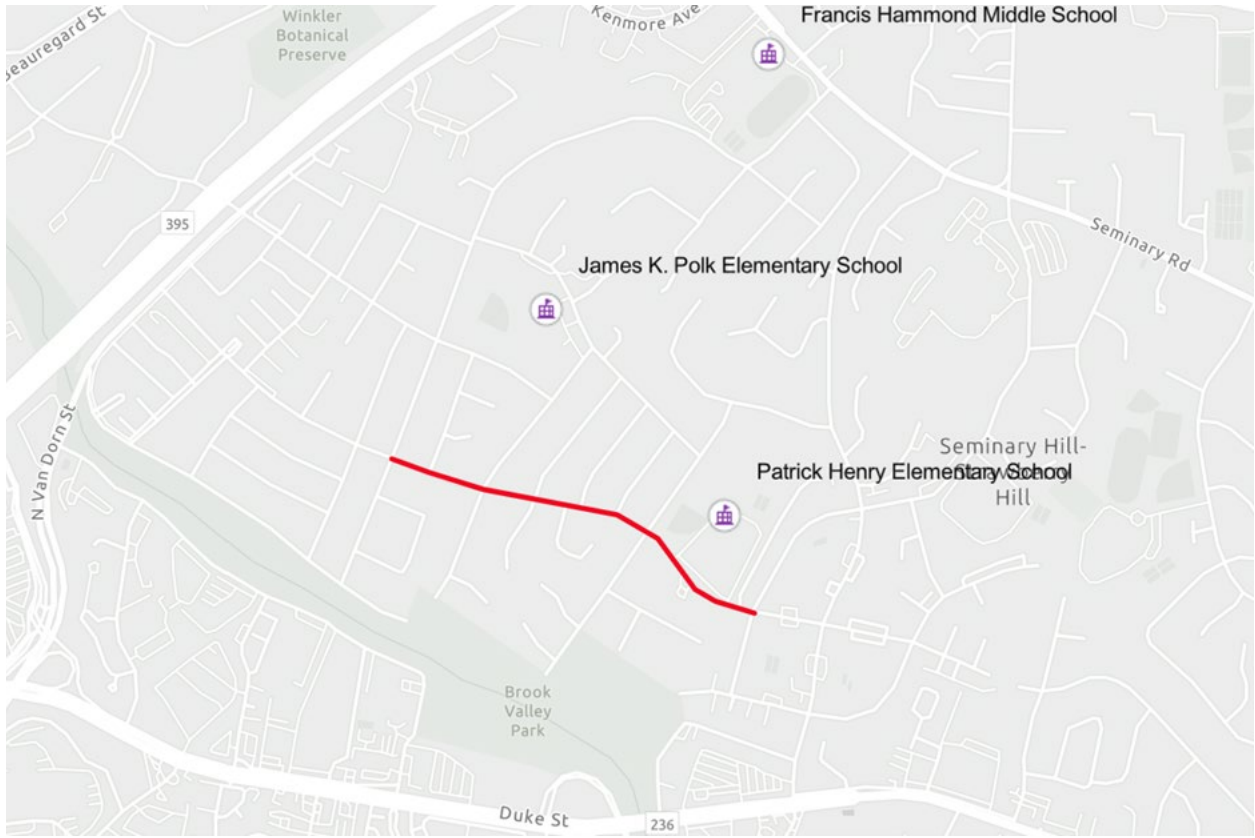 Francis Hammond Middle School
Winkler
Botanical
Preserve
Kenmore Ave
Beauregard St
395
Seminary Rd
James K. Polk Elementary School
N Van Dorn St
Seminary Hill-
Patrick Henry Elementary School
Hill
Brook
Valley
Park
Duke St
236